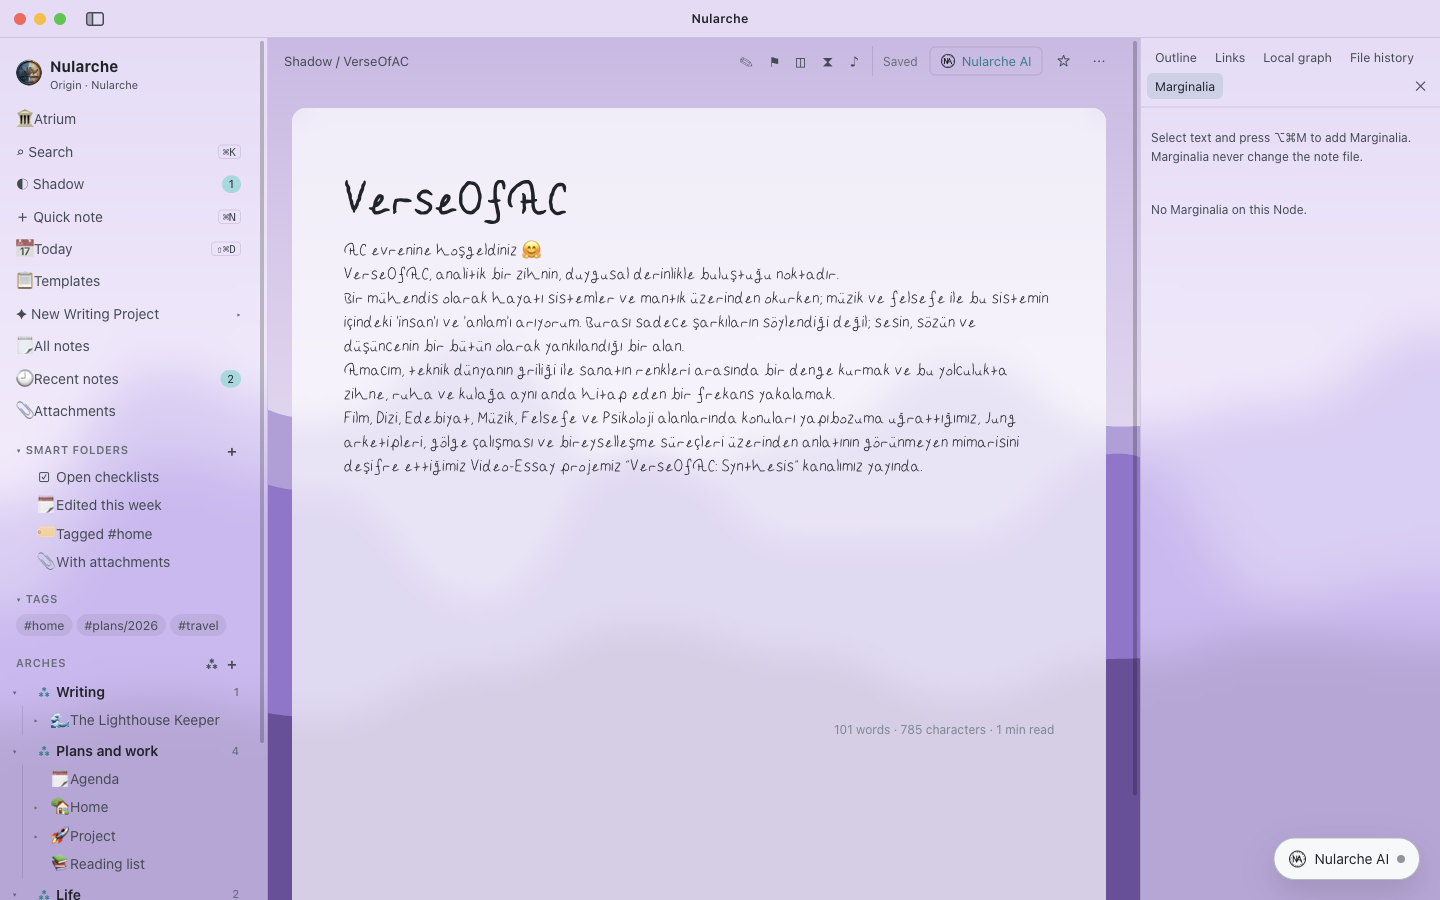 Nularche
Nularche
Origin · Nularche
Atrium
Search ⌘K
Shadow 1
Quick note ⌘N
Today ⇧⌘D
Templates
New Writing Project
All notes
Recent notes 2
Attachments
SMART FOLDERS
Open checklists
Edited this week
Tagged #home
With attachments
TAGS
#home #plans/2026 #travel
ARCHES
Writing 1
The Lighthouse Keeper
Plans and work 4
Agenda
Home
Project
Reading list
Life 2
Shadow / VerseOfAC
Saved
Nularche AI
VerseOfAC
AC evrenine hoşgeldiniz 🤗
VerseOfAC, analitik bir zihnin, duygusal derinlikle buluştuğu noktadır.
Bir mühendis olarak hayatı sistemler ve mantık üzerinden okurken; müzik ve felsefe ile bu sistemin
içindeki 'insan'ı ve 'anlam'ı arıyorum. Burası sadece şarkıların söylendiği değil; sesin, sözün ve
düşüncenin bir bütün olarak yankılandığı bir alan.
Amacım, teknik dünyanın griliği ile sanatın renkleri arasında bir denge kurmak ve bu yolculukta
zihne, ruha ve kulağa aynı anda hitap eden bir frekans yakalamak.
Film, Dizi, Edebiyat, Müzik, Felsefe ve Psikoloji alanlarında konuları yapıbozuma uğrattığımız, Jung
arketipleri, gölge çalışması ve bireyselleşme süreçleri üzerinden anlatının görünmeyen mimarisini
deşifre ettiğimiz Video-Essay projemiz "VerseOfAC: Synthesis" kanalımız yayında.
101 words · 785 characters · 1 min read
Outline Links Local graph File history
Marginalia
Select text and press ⌥⌘M to add Marginalia.
Marginalia never change the note file.
No Marginalia on this Node.
Nularche AI